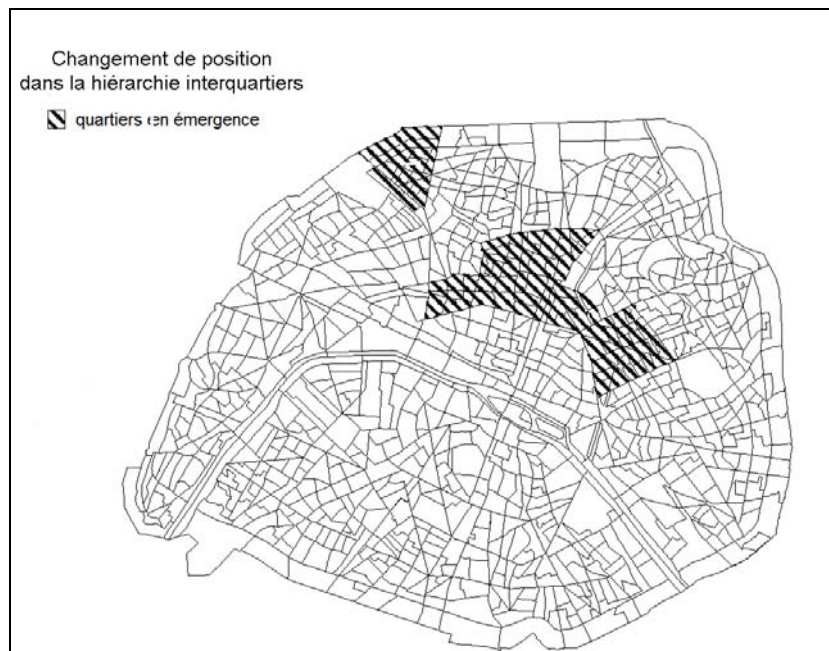 Changement de position
dans la hiérarchie interquartiers
quartiers en émergence